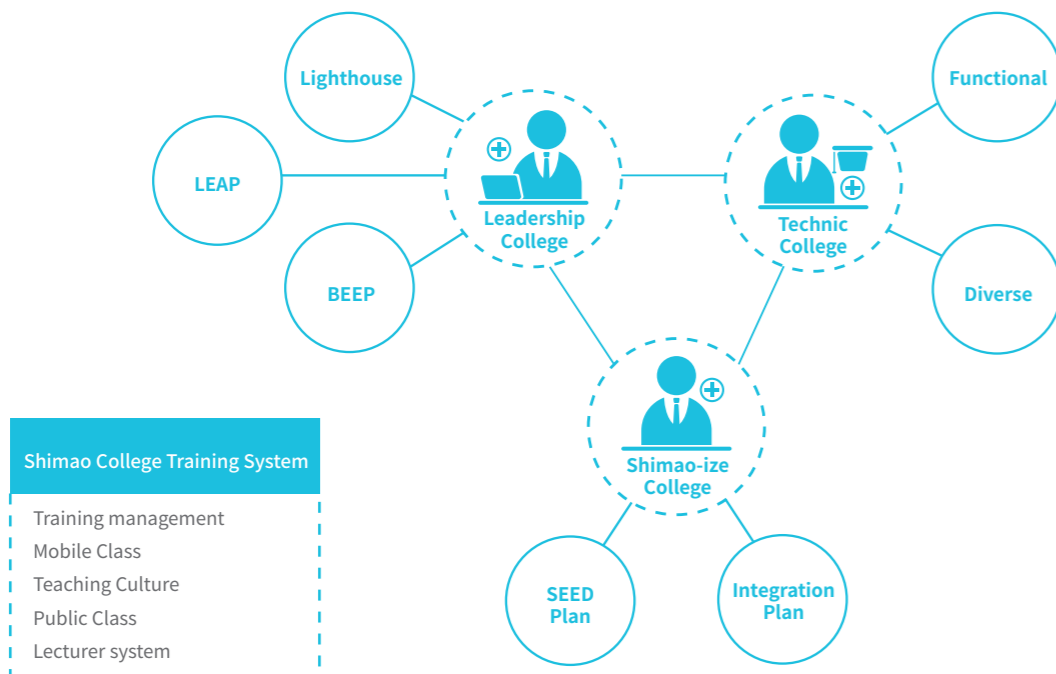 Lighthouse
Functional
LEAP
Leadership
College
Technic
College
BEEP
Diverse
Shimao-ize
College
SEED
Plan
Integration
Plan
Shimao College Training System
Training management
Mobile Class
Teaching Culture
Public Class
Lecturer system